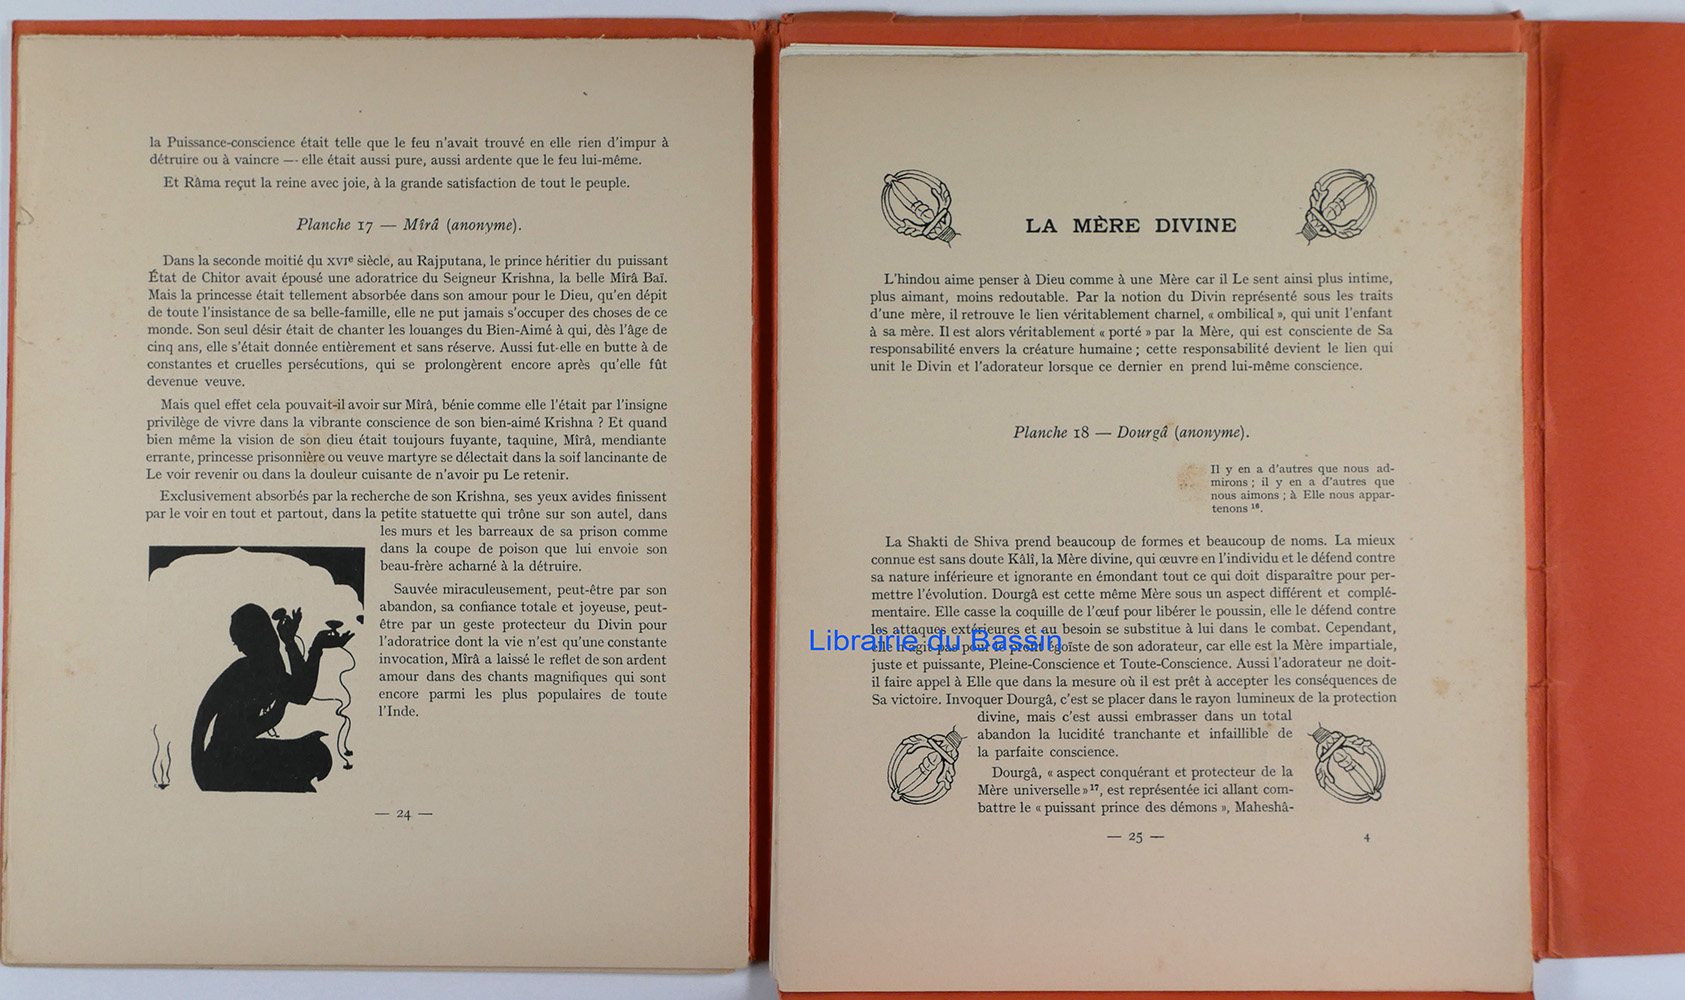 la Puissance-conscience était telle que le feu n'avait trouvé en elle rien d'impur à
détruire ou à vaincre — elle était aussi pure, aussi ardente que le feu lui-même.
Et Râma reçut la reine avec joie, à la grande satisfaction de tout le peuple.
Planche 17 — Mîrâ (anonyme).
Dans la seconde moitié du XVIe siècle, au Rajputana, le prince héritier du puissant
État de Chitor avait épousé une adoratrice du Seigneur Krishna, la belle Mîrâ Baï.
Mais la princesse était tellement absorbée dans son amour pour le Dieu, qu'en dépit
de toute l'insistance de sa belle-famille, elle ne put jamais s'occuper des choses de ce
monde. Son seul désir était de chanter les louanges du Bien-Aimé à qui, dès l'âge de
cinq ans, elle s'était donnée entièrement et sans réserve. Aussi fut-elle en butte à de
constantes et cruelles persécutions, qui se prolongèrent encore après qu'elle fût
devenue veuve.
Mais quel effet cela pouvait-il avoir sur Mîrâ, bénie comme elle l'était par l'insigne
privilège de vivre dans la vibrante conscience de son bien-aimé Krishna ? Et quand
bien même la vision de son dieu était toujours fuyante, taquine, Mîrâ, mendiante
errante, princesse prisonnière ou veuve martyre se délectait dans la soif lancinante de
Le voir revenir ou dans la douleur cuisante de n'avoir pu Le retenir.
Exclusivement absorbés par la recherche de son Krishna, ses yeux avides finissent
par le voir en tout et partout, dans la petite statuette qui trône sur son autel, dans
les murs et les barreaux de sa prison comme
dans la coupe de poison que lui envoie son
beau-frère acharné à la détruire.
Sauvée miraculeusement, peut-être par son
abandon, sa confiance totale et joyeuse, peut-
être par un geste protecteur du Divin pour
l'adoratrice dont la vie n'est qu'une constante
invocation, Mîrâ a laissé le reflet de son ardent
amour dans des chants magnifiques qui sont
encore parmi les plus populaires de toute
l'Inde.
— 24 —
LA MÈRE DIVINE
L'hindou aime penser à Dieu comme à une Mère car il Le sent ainsi plus intime,
plus aimant, moins redoutable. Par la notion du Divin représenté sous les traits
d'une mère, il retrouve le lien véritablement charnel, « ombilical », qui unit l'enfant
à sa mère. Il est alors véritablement « porté » par la Mère, qui est consciente de Sa
responsabilité envers la créature humaine ; cette responsabilité devient le lien qui
unit le Divin et l'adorateur lorsque ce dernier en prend lui-même conscience.
Planche 18 — Dourgâ (anonyme).
Il y en a d'autres que nous ad-
mirons ; il y en a d'autres que
nous aimons ; à Elle nous appar-
tenons 16.
La Shakti de Shiva prend beaucoup de formes et beaucoup de noms. La mieux
connue est sans doute Kâlî, la Mère divine, qui œuvre en l'individu et le défend contre
sa nature inférieure et ignorante en émondant tout ce qui doit disparaître pour per-
mettre l'évolution. Dourgâ est cette même Mère sous un aspect différent et complé-
mentaire. Elle casse la coquille de l'œuf pour libérer le poussin, elle le défend contre
les attaques extérieures et au besoin se substitue à lui dans le combat. Cependant,
elle n'agit pas pour le profit égoïste de son adorateur, car elle est la Mère impartiale,
juste et puissante, Pleine-Conscience et Toute-Conscience. Aussi l'adorateur ne doit-
il faire appel à Elle que dans la mesure où il est prêt à accepter les conséquences de
Sa victoire. Invoquer Dourgâ, c'est se placer dans le rayon lumineux de la protection
divine, mais c'est aussi embrasser dans un total
abandon la lucidité tranchante et infaillible de
la parfaite conscience.
Dourgâ, « aspect conquérant et protecteur de la
Mère universelle » 17, est représentée ici allant com-
battre le « puissant prince des démons », Maheshâ-
— 25 —
4
Librairie du Bassin